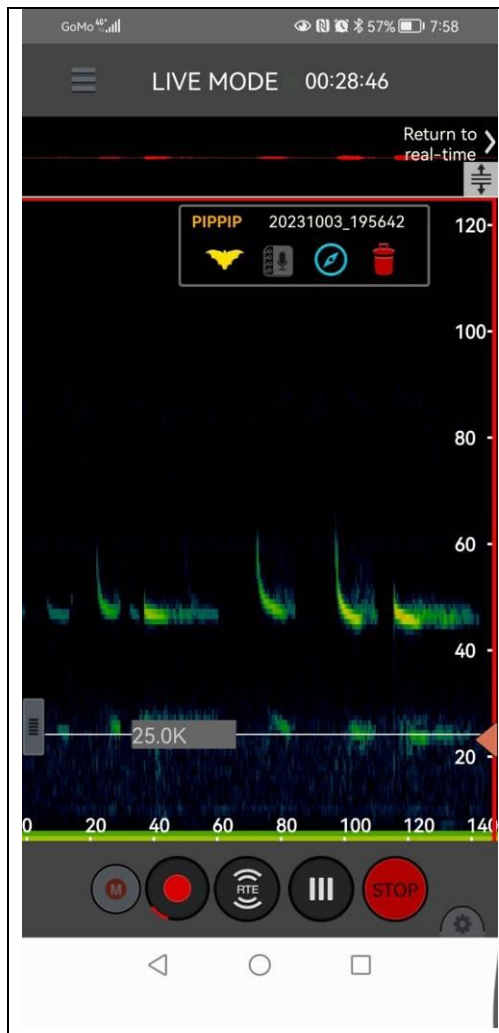 GoMo 4G+ 57% 7:58
LIVE MODE 00:28:46
Return to
real-time
PIPPIP 20231003_195642
120
100
80
60
40
25.0K
20
0 20 40 60 80 100 120 140
M RTE STOP